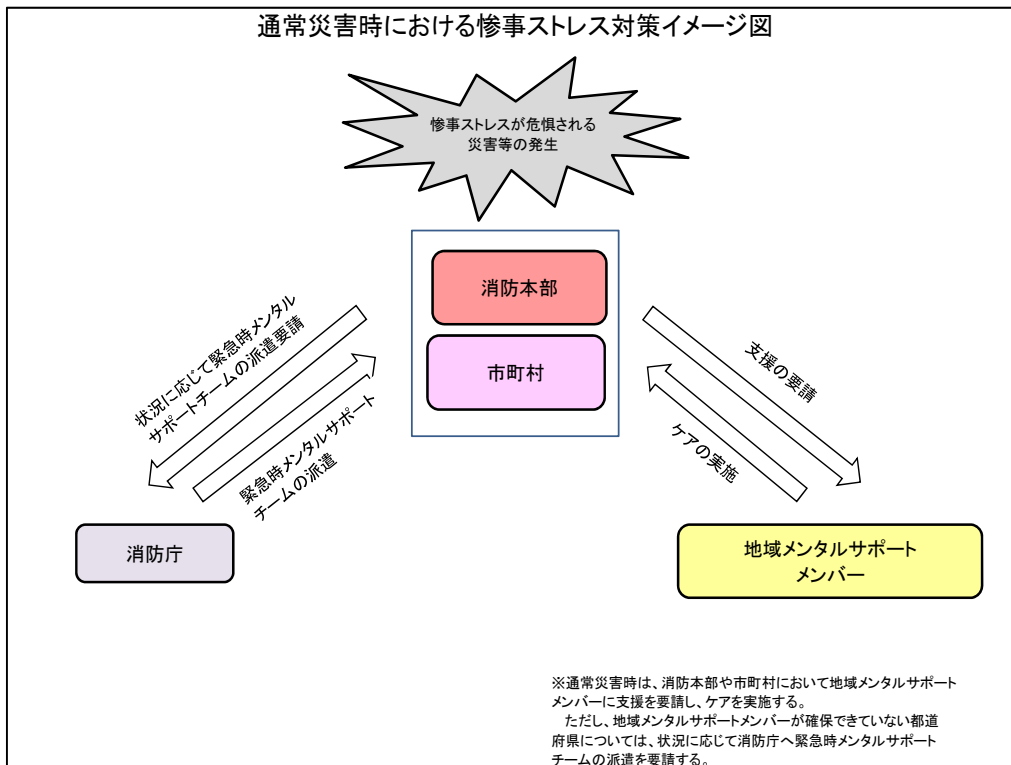 通常災害時における惨事ストレス対策イメージ図
惨事ストレスが危惧される
災害等の発生
消防本部
市町村
状況に応じて緊急時メンタル
サポートチームの派遣要請
緊急時メンタルサポート
チームの派遣
支援の要請
ケアの実施
消防庁
地域メンタルサポート
メンバー
※通常災害時は、消防本部や市町村において地域メンタルサポート
メンバーに支援を要請し、ケアを実施する。
　ただし、地域メンタルサポートメンバーが確保できていない都道
府県については、状況に応じて消防庁へ緊急時メンタルサポート
チームの派遣を要請する。